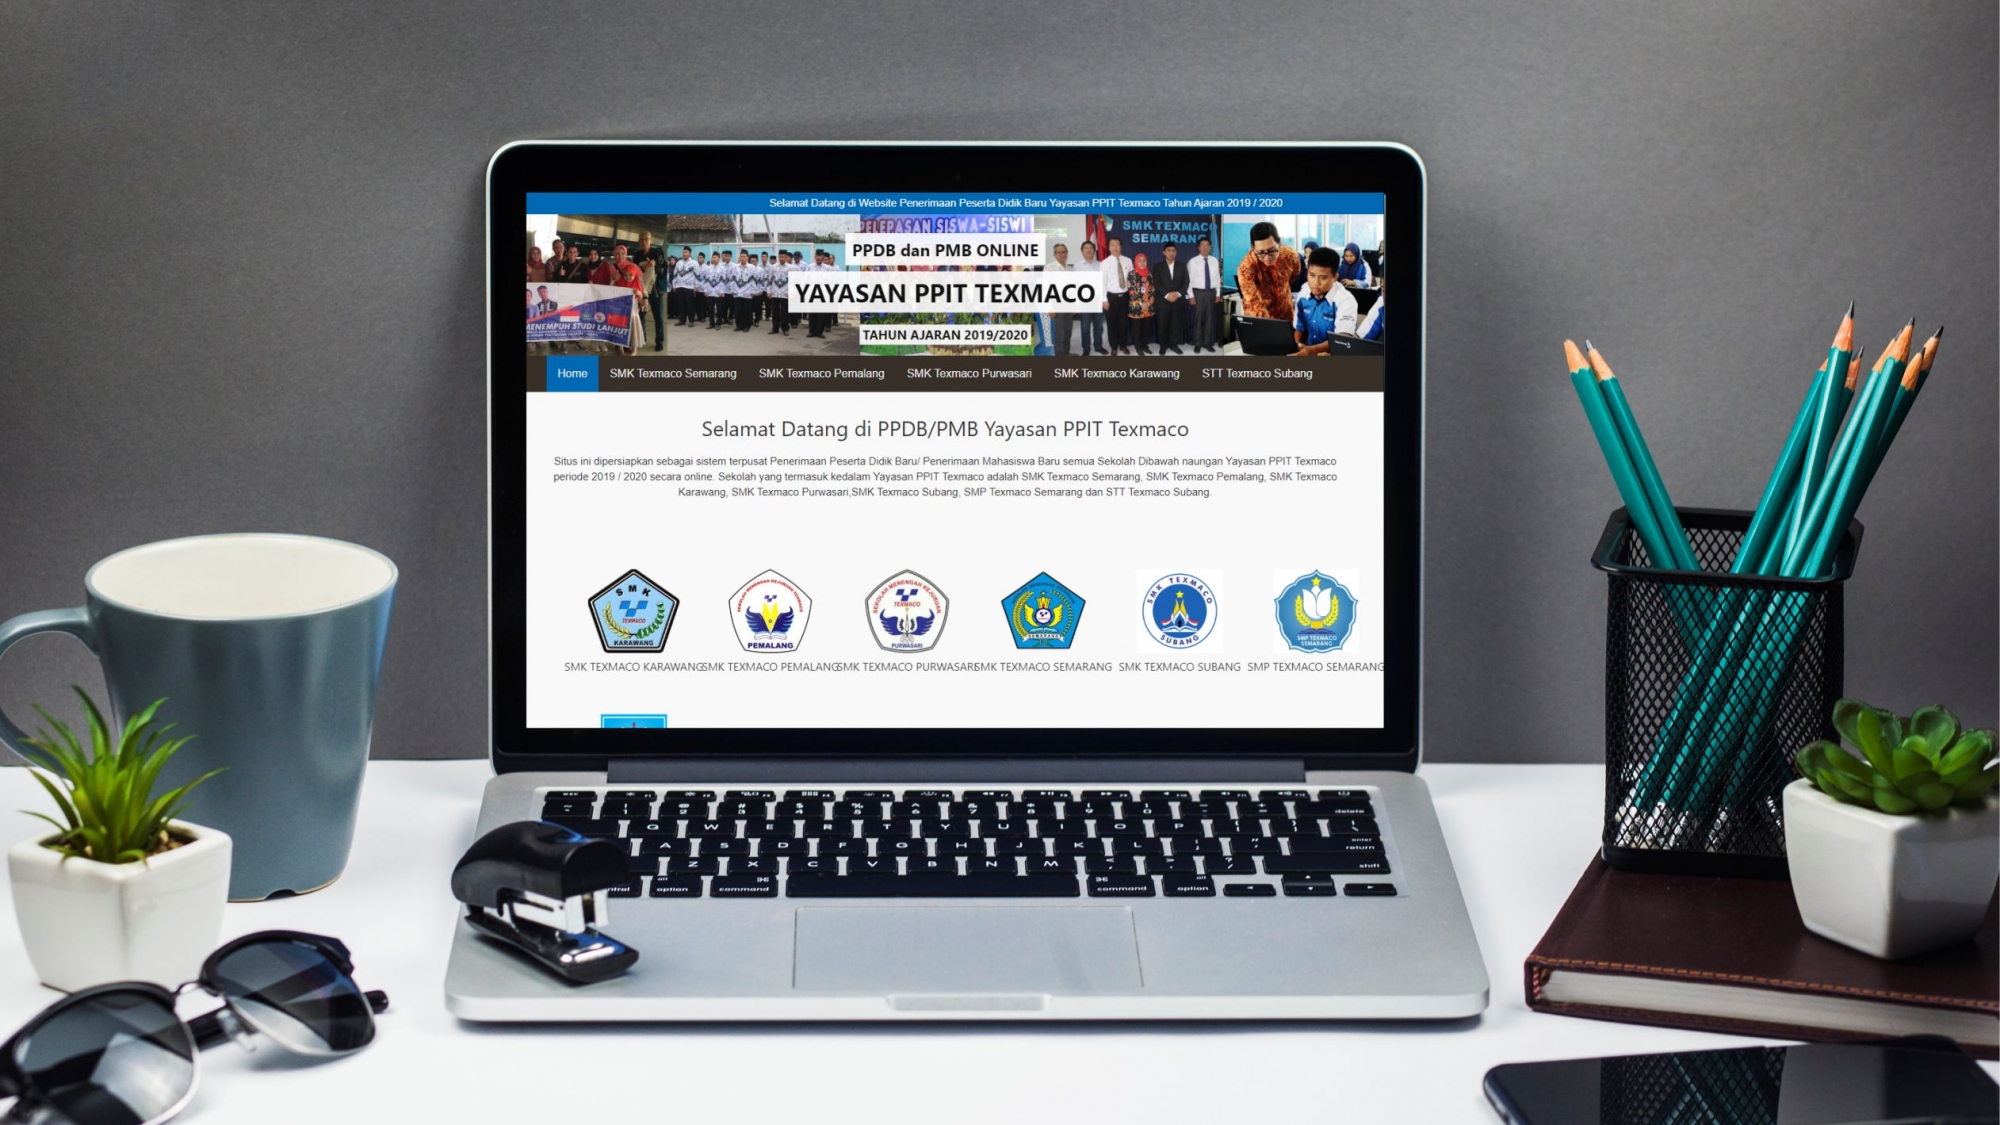 Selamat Datang di Website Penerimaan Peserta Didik Baru Yayasan PPIT Texmaco Tahun Ajaran 2019 / 2020
PELEPASAN SISWA-SISWI
SMK TEXMACO
SEMARANG
PPDB dan PMB ONLINE
YAYASAN PPIT TEXMACO
MENEMPUH STUDI LANJUT
TAHUN AJARAN 2019/2020
Home SMK Texmaco Semarang SMK Texmaco Pemalang SMK Texmaco Purwasari SMK Texmaco Karawang STT Texmaco Subang
Selamat Datang di PPDB/PMB Yayasan PPIT Texmaco
Situs ini dipersiapkan sebagai sistem terpusat Penerimaan Peserta Didik Baru/ Penerimaan Mahasiswa Baru semua Sekolah Dibawah naungan Yayasan PPIT Texmaco
periode 2019 / 2020 secara online. Sekolah yang termasuk kedalam Yayasan PPIT Texmaco adalah SMK Texmaco Semarang, SMK Texmaco Pemalang, SMK Texmaco
Karawang, SMK Texmaco Purwasari,SMK Texmaco Subang, SMP Texmaco Semarang dan STT Texmaco Subang.
SMK
TEXMACO
KARAWANG
PEMALANG
SEKOLAH MENENGAH KEJURUAN
TEXMACO
PURWASARI
SEMARANG
SMK TEXMACO
SUBANG
SMP TEXMACO
SEMARANG
SMK TEXMACO KARAWANG SMK TEXMACO PEMALANG SMK TEXMACO PURWASARI SMK TEXMACO SEMARANG SMK TEXMACO SUBANG SMP TEXMACO SEMARANG
delete
Q W E R T Y U I O P
A S D F G H J K L
enter
return
Z X C V B N M
shift
option command command option